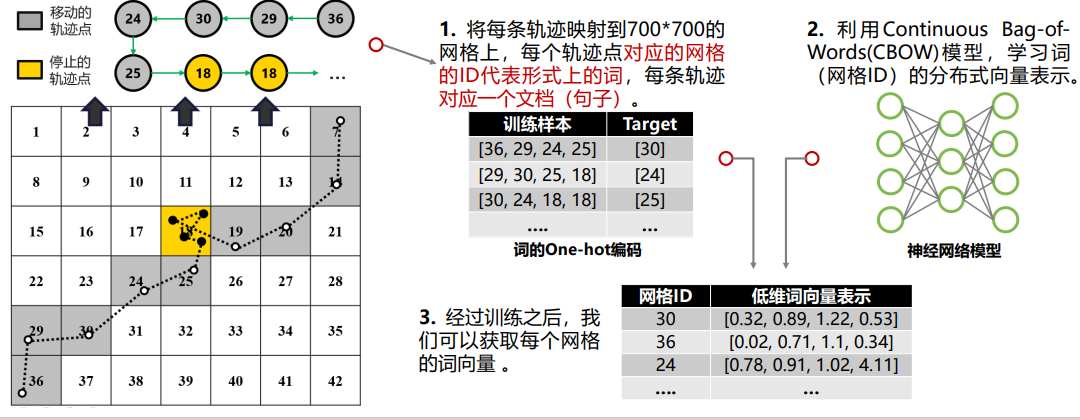 移动的
轨迹点
24 30 29 36
停止的
轨迹点
25 18 18 ...
1 2 3 4 5 6 7
8 9 10 11 12 13 14
15 16 17 18 19 20 21
22 23 24 25 26 27 28
29 30 31 32 33 34 35
36 37 38 39 40 41 42
1. 将每条轨迹映射到700*700的
网格上，每个轨迹点对应的网格
的ID代表形式上的词，每条轨迹
对应一个文档（句子）。
训练样本 Target
[36, 29, 24, 25] [30]
[29, 30, 25, 18] [24]
[30, 24, 18, 18] [25]
.... ...
词的One-hot编码
2. 利用Continuous Bag-of-
Words(CBOW)模型，学习词
（网格ID）的分布式向量表示。
神经网络模型
3. 经过训练之后，我
们可以获取每个网格
的词向量 。
网格ID 低维词向量表示
30 [0.32, 0.89, 1.22, 0.53]
36 [0.02, 0.71, 1.1, 0.34]
24 [0.78, 0.91, 1.02, 4.11]
.... ...